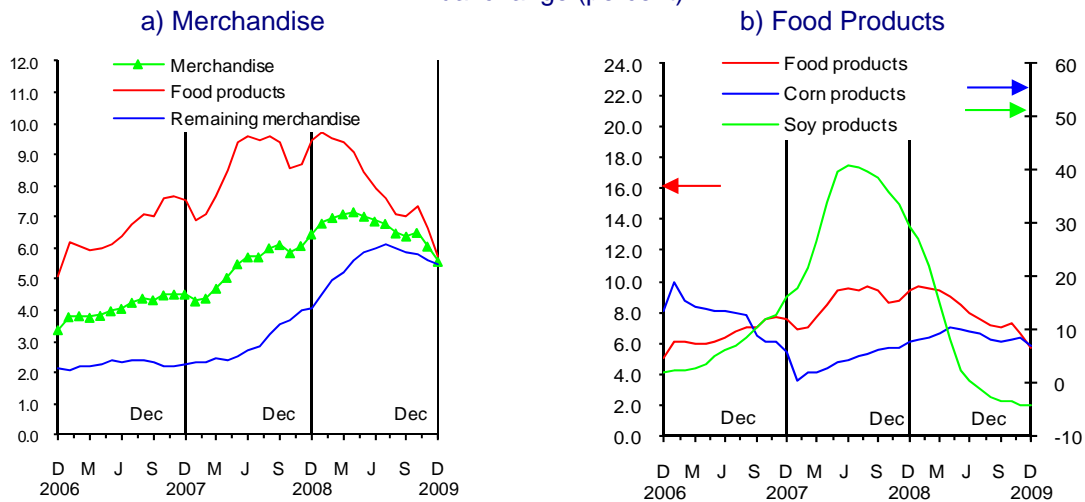 a) Merchandise
b) Food Products
12.0
11.0
10.0
9.0
8.0
7.0
6.0
5.0
4.0
3.0
2.0
1.0
0.0
Merchandise
Food products
Remaining merchandise
Dec
Dec
Dec
D M J S D M J S D M J S D
2006 2007 2008 2009
24.0
22.0
20.0
18.0
16.0
14.0
12.0
10.0
8.0
6.0
4.0
2.0
0.0
Food products
Corn products
Soy products
60
50
40
30
20
10
0
-10
Dec
Dec
Dec
D M J S D M J S D M J S D
2006 2007 2008 2009